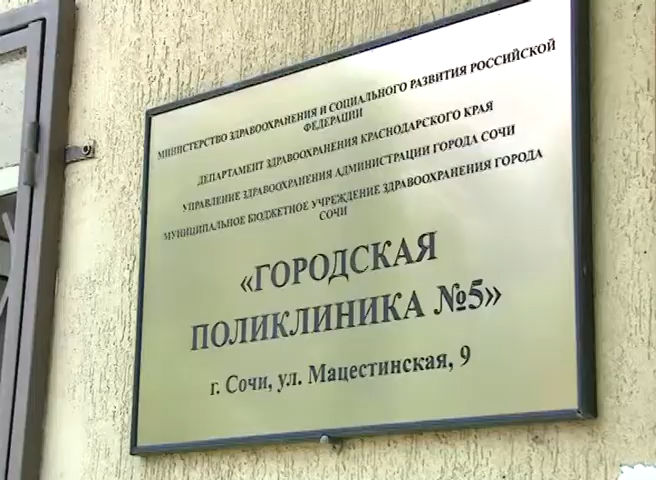 МИНИСТЕРСТВО ЗДРАВООХРАНЕНИЯ И СОЦИАЛЬНОГО РАЗВИТИЯ РОССИЙСКОЙ
ФЕДЕРАЦИИ
ДЕПАРТАМЕНТ ЗДРАВООХРАНЕНИЯ КРАСНОДАРСКОГО КРАЯ
УПРАВЛЕНИЕ ЗДРАВООХРАНЕНИЯ АДМИНИСТРАЦИИ ГОРОДА СОЧИ
МУНИЦИПАЛЬНОЕ БЮДЖЕТНОЕ УЧРЕЖДЕНИЕ ЗДРАВООХРАНЕНИЯ ГОРОДА
СОЧИ
«ГОРОДСКАЯ
ПОЛИКЛИНИКА №5»
г. Сочи, ул. Мацестинская, 9